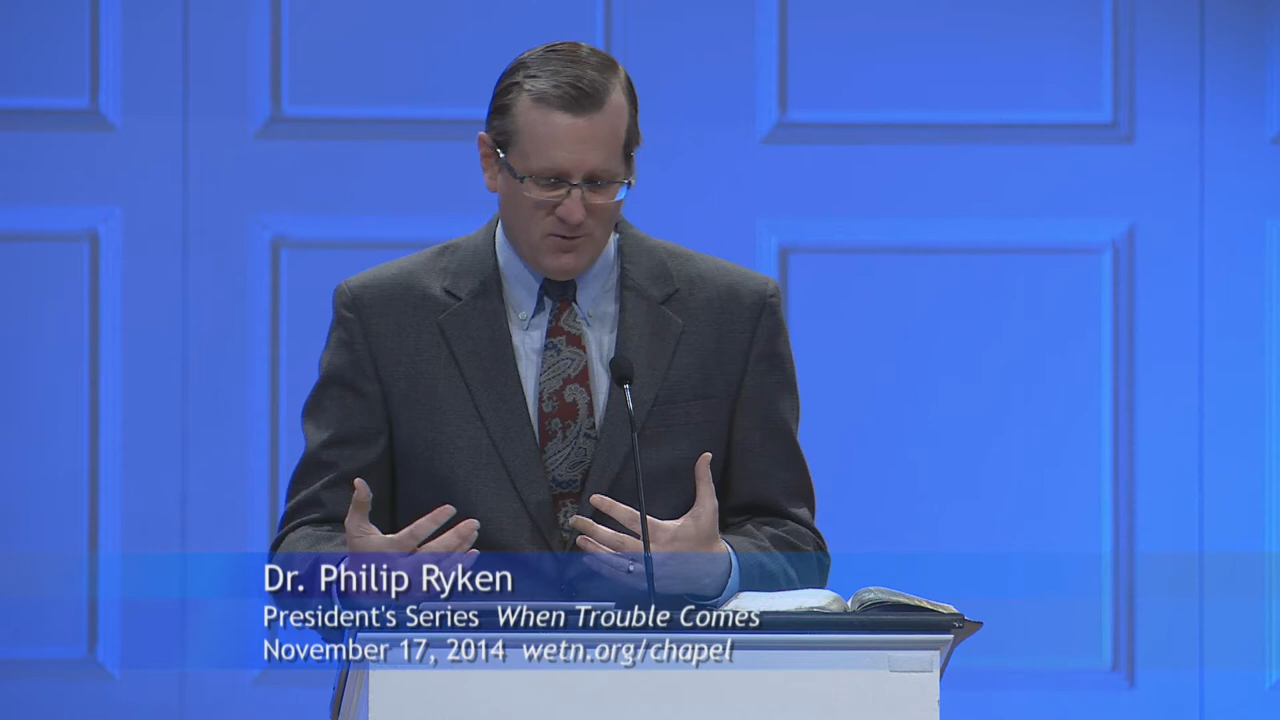 Dr. Philip Ryken
President's Series When Trouble Comes
November 17, 2014 wetn.org/chapel